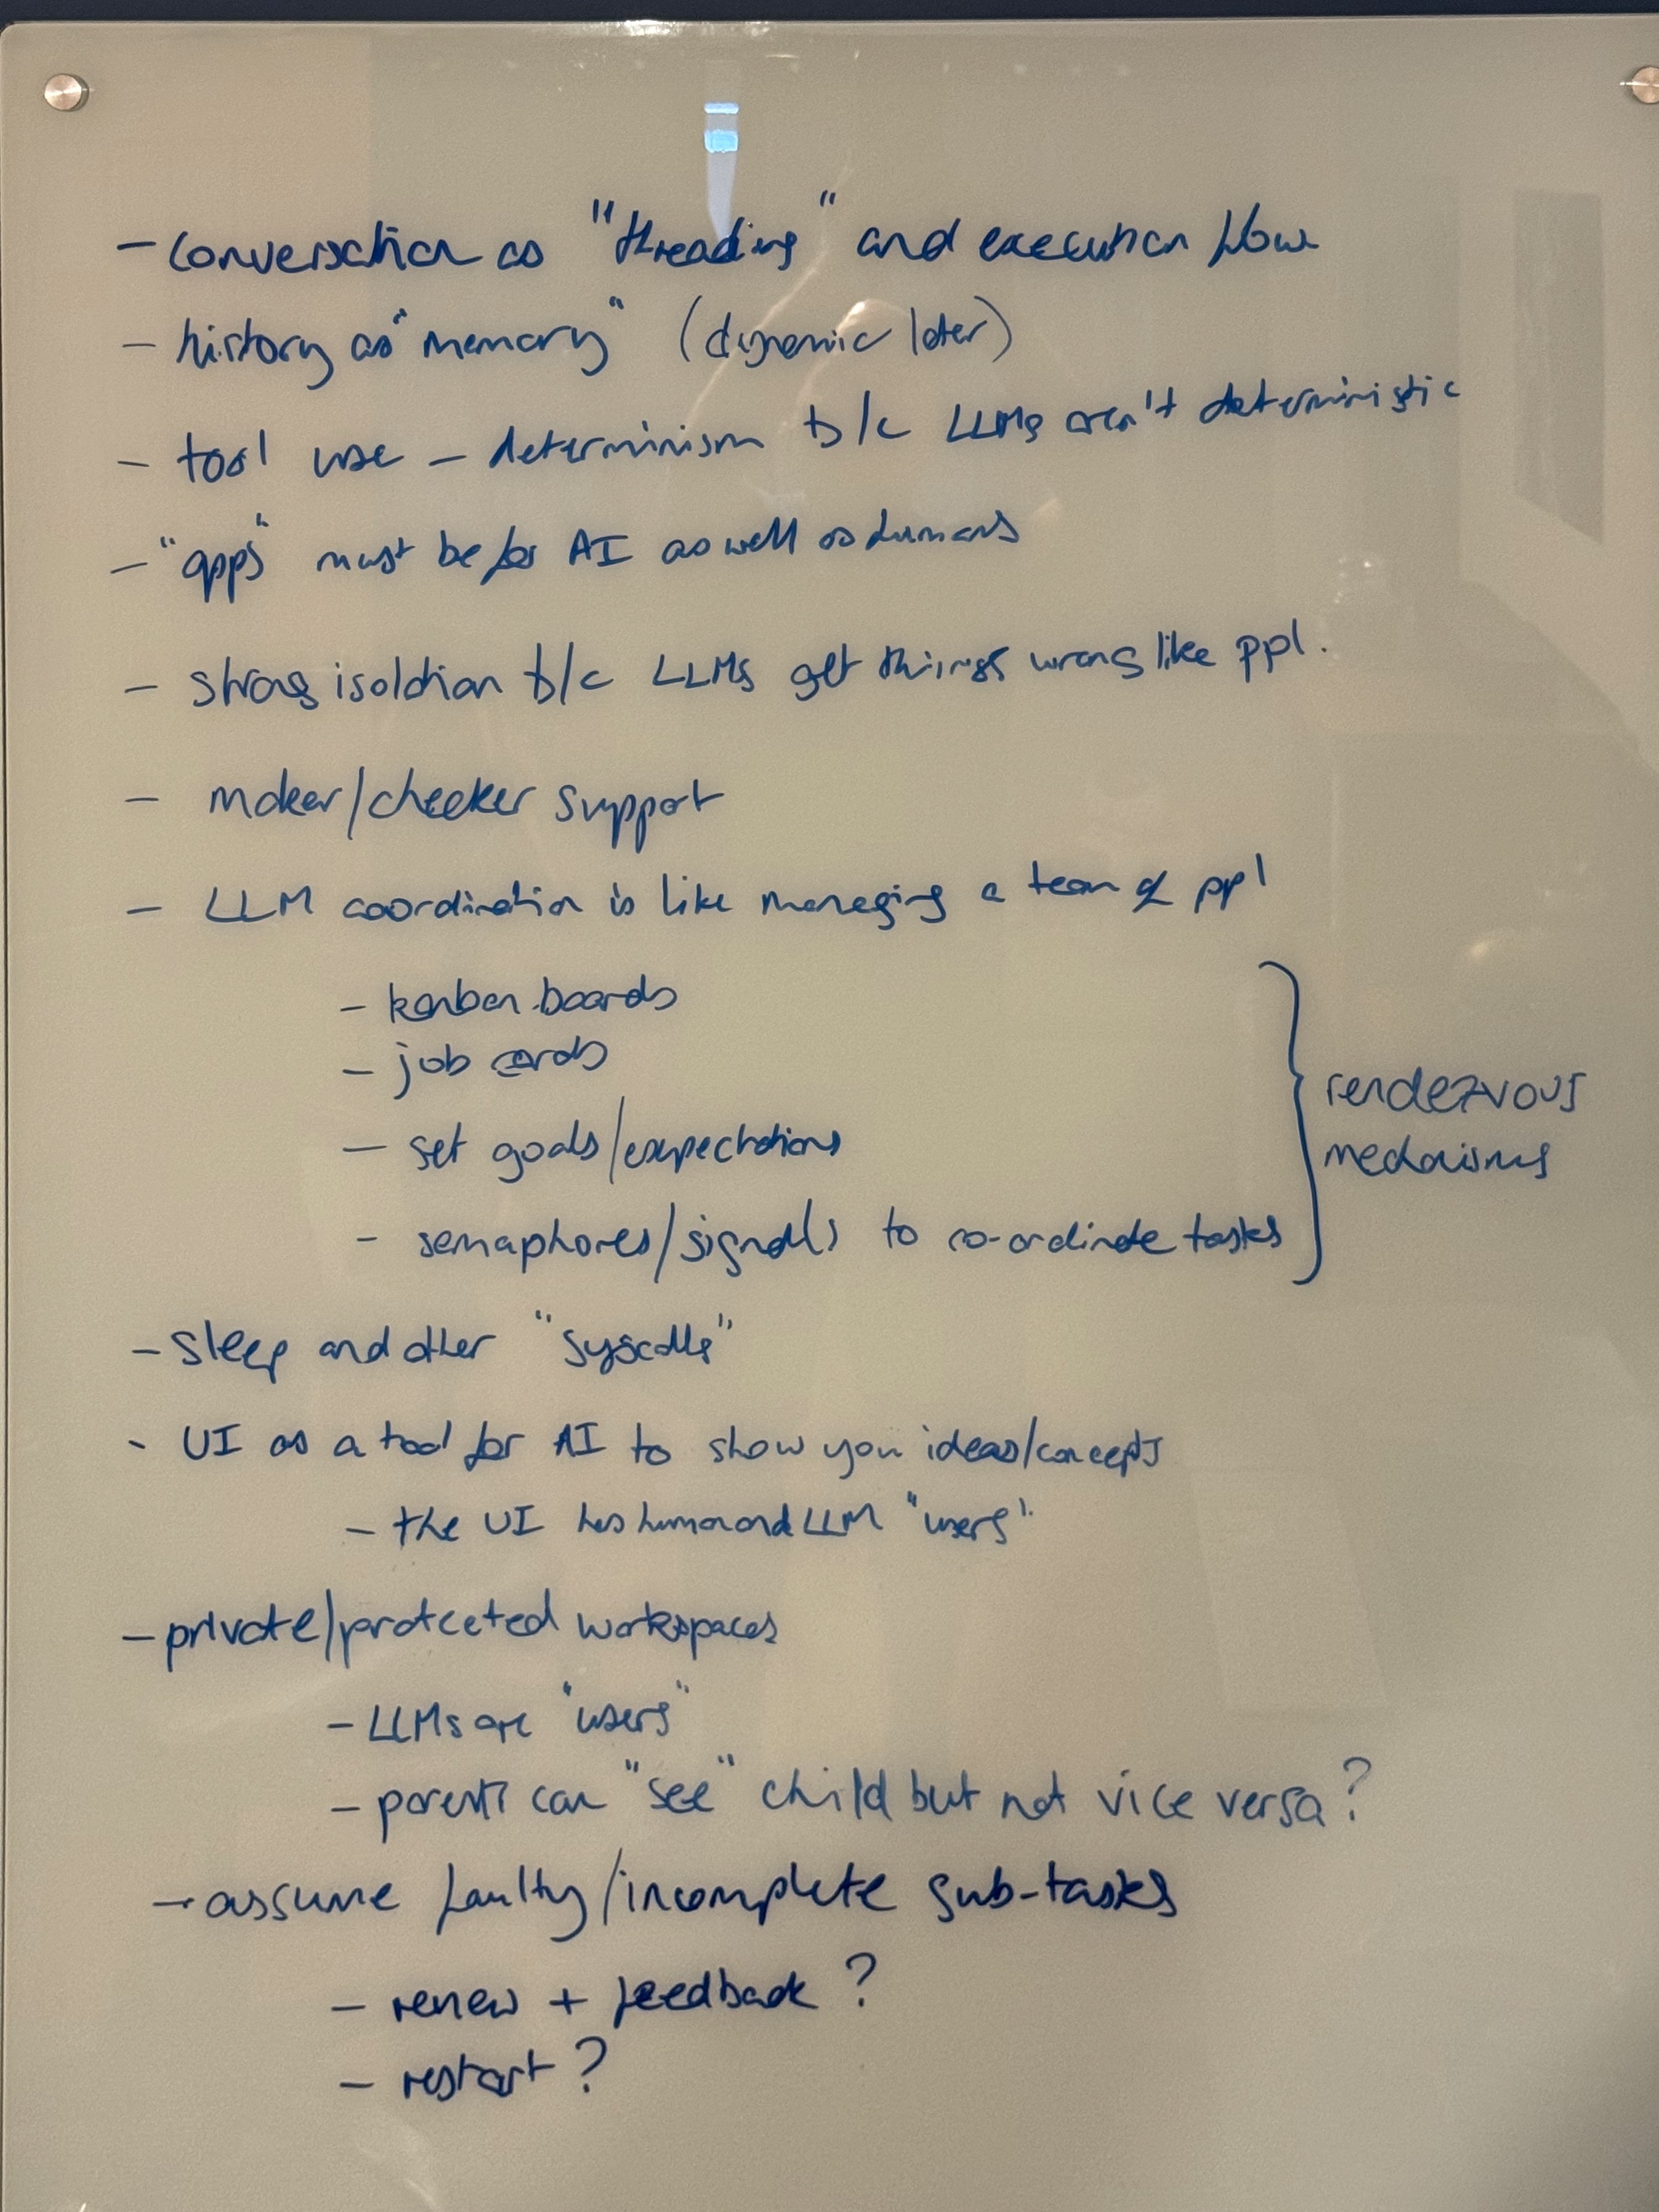 - conversation as "threading" and execution flow
- history as "memory" (dynamic later)
- tool use - determinism b/c LLMs aren't deterministic
- "apps" must be for AI as well as humans
- strong isolation b/c LLMs get things wrong like ppl.
- maker/checker support
- LLM coordination is like managing a team of ppl
- kanban boards
- job cards
- set goals/expectations
- semaphores/signals to co-ordinate tasks
rendezvous
mechanisms
- sleep and other "syscalls"
- UI as a tool for AI to show you ideas/concepts
- the UI has human and LLM "users"
- private/protected workspaces
- LLMs are "users"
- parent can "see" child but not vice versa?
- assume faulty/incomplete sub-tasks
- + feedback?
- restart?